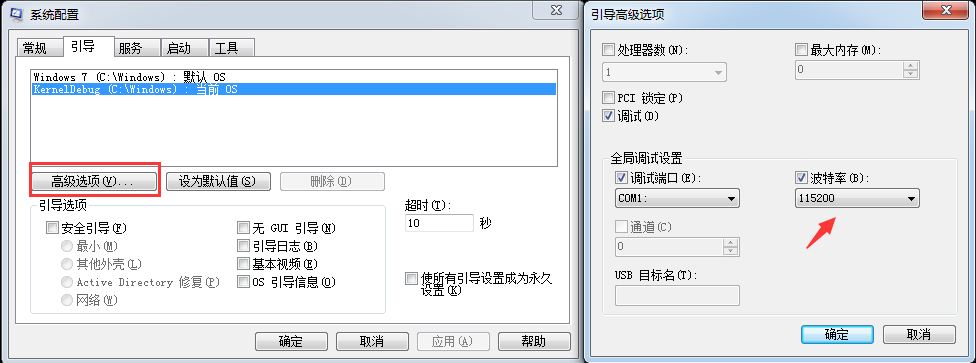 系统配置
常规 引导 服务 启动 工具
Windows 7 (C:\Windows) : 默认 OS
KernelDebug (C:\Windows) : 当前 OS
高级选项(V)... 设为默认值(S) 删除(D)
引导选项
安全引导(F)
最小(M)
其他外壳(L)
Active Directory 修复(P)
网络(W)
无 GUI 引导(N)
引导日志(B)
基本视频(E)
OS 引导信息(O)
超时(T):
10 秒
使所有引导设置成为永久
设置(K)
确定 取消 应用(A) 帮助
引导高级选项
处理器数(N):
1
最大内存(M):
0
PCI 锁定(P)
调试(D)
全局调试设置
调试端口(E):
COM1:
波特率(B):
115200
通道(C)
0
USB 目标名(T):
确定 取消